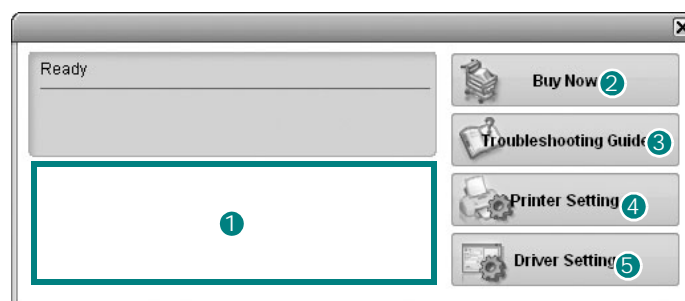 Ready
Buy Now 2
Troubleshooting Guide 3
1
Printer Setting 4
Driver Setting 5